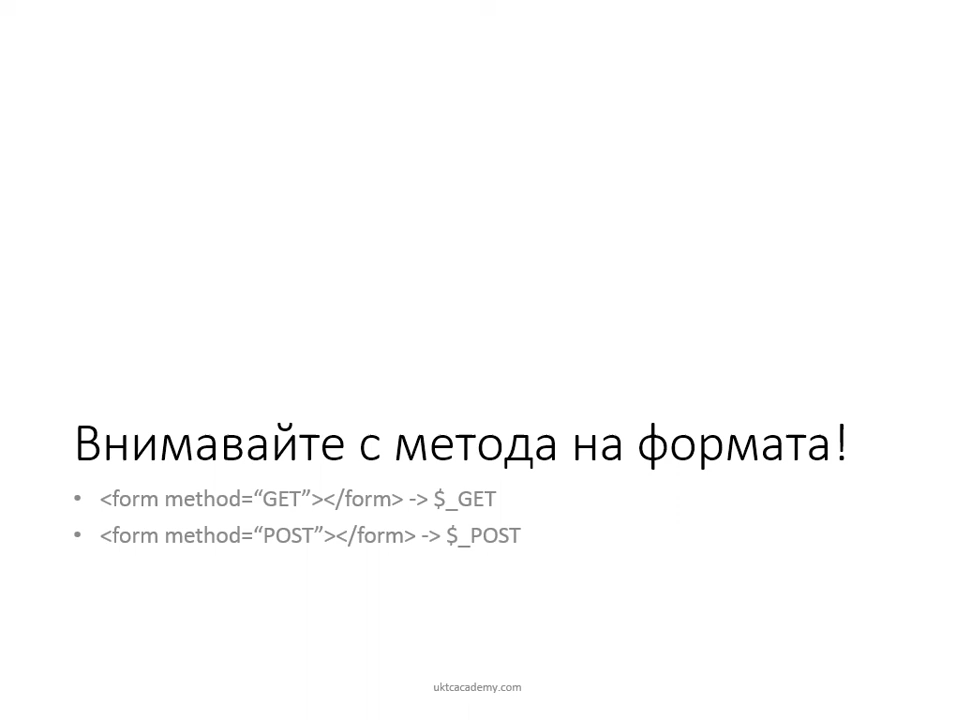 Внимавайте с метода на формата!
• <form method=“GET”></form> -> $_GET
• <form method=“POST”></form> -> $_POST
uktcacademy.com